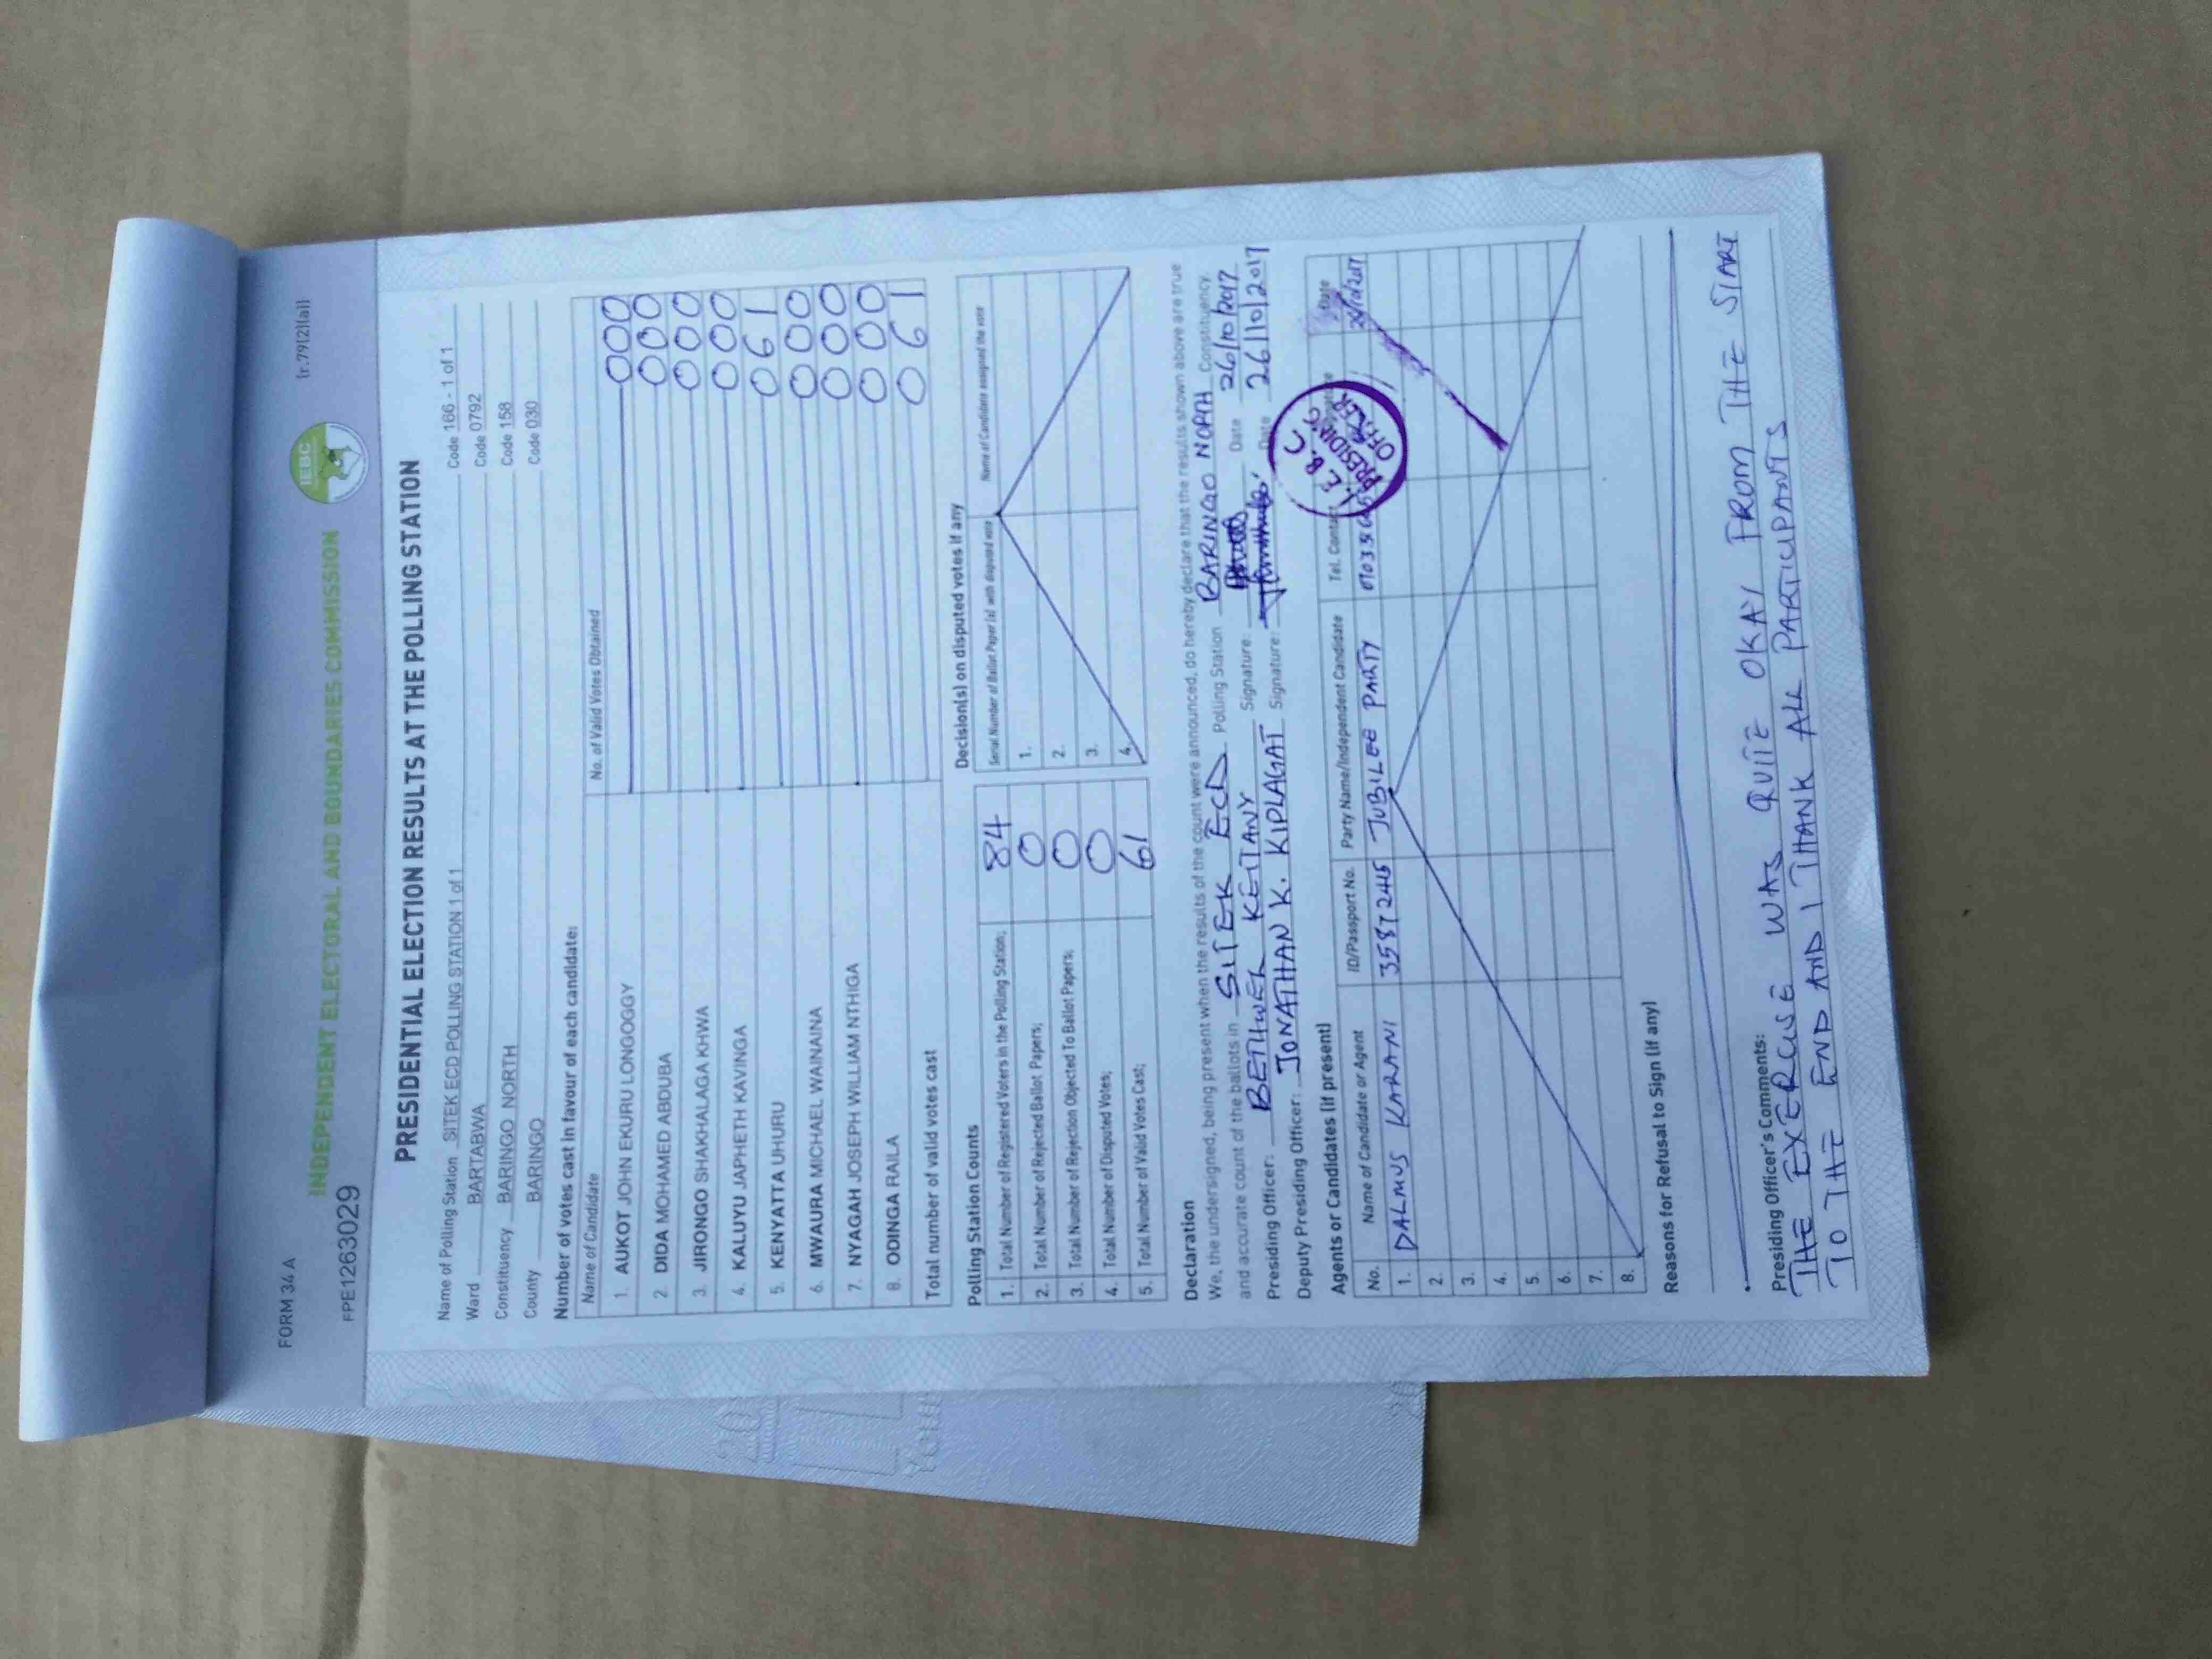 FORM 34 A
(r.79(2)(a))
IEBC
INDEPENDENT ELECTORAL AND BOUNDARIES COMMISSION
FPE1263029
PRESIDENTIAL ELECTION RESULTS AT THE POLLING STATION
Name of Polling Station SITEK ECD POLLING STATION 1 of 1 Code 166 - 1 of 1
Ward BARTABWA Code 0792
Constituency BARINGO NORTH Code 158
County BARINGO Code 030
Number of votes cast in favour of each candidate:
Name of Candidate No. of Valid Votes Obtained
1. AUKOT JOHN EKURU LONGOGGY 000
2. DIDA MOHAMED ABDUBA 000
3. JIRONGO SHAKHALAGA KHWA 000
4. KALUYU JAPHETH KAVINGA 000
5. KENYATTA UHURU 061
6. MWAURA MICHAEL WAINAINA 000
7. NYAGAH JOSEPH WILLIAM NTHIGA 000
8. ODINGA RAILA 000
Total number of valid votes cast 061
Polling Station Counts
1. Total Number of Registered Voters in the Polling Station; 84
2. Total Number of Rejected Ballot Papers; 0
3. Total Number of Rejection Objected To Ballot Papers; 0
4. Total Number of Disputed Votes; 0
5. Total Number of Valid Votes Cast; 61
Decision(s) on disputed votes if any
Serial Number of Ballot Paper (s) with disputed vote Name of Candidate assigned the vote
1.
2.
3.
4.
Declaration
We, the undersigned, being present when the results of the count were announced, do hereby declare that the results shown above are true
and accurate count of the ballots in SITEK ECD Polling Station BARINGO NORTH Constituency.
Presiding Officer: BETHWEL KEITANY Signature: Date 26/10/2017
Deputy Presiding Officer: JONATHAN K. KIPLAGAT Signature: Date 26/10/2017
Agents or Candidates (if present)
No. Name of Candidate or Agent ID/Passport No. Party Name/Independent Candidate Tel. Contact Date
1. DALMUS KARANI 35872445 JUBILEE PARTY 26/10/2017
2.
3.
4.
5.
6.
7.
8.
I.E.B.C
PRESIDING
OFFICER
Reasons for Refusal to Sign (if any)
Presiding Officer's Comments:
THE EXERCISE WAS QUITE OKAY FROM THE START
TO THE END AND I THANK ALL PARTICIPANTS